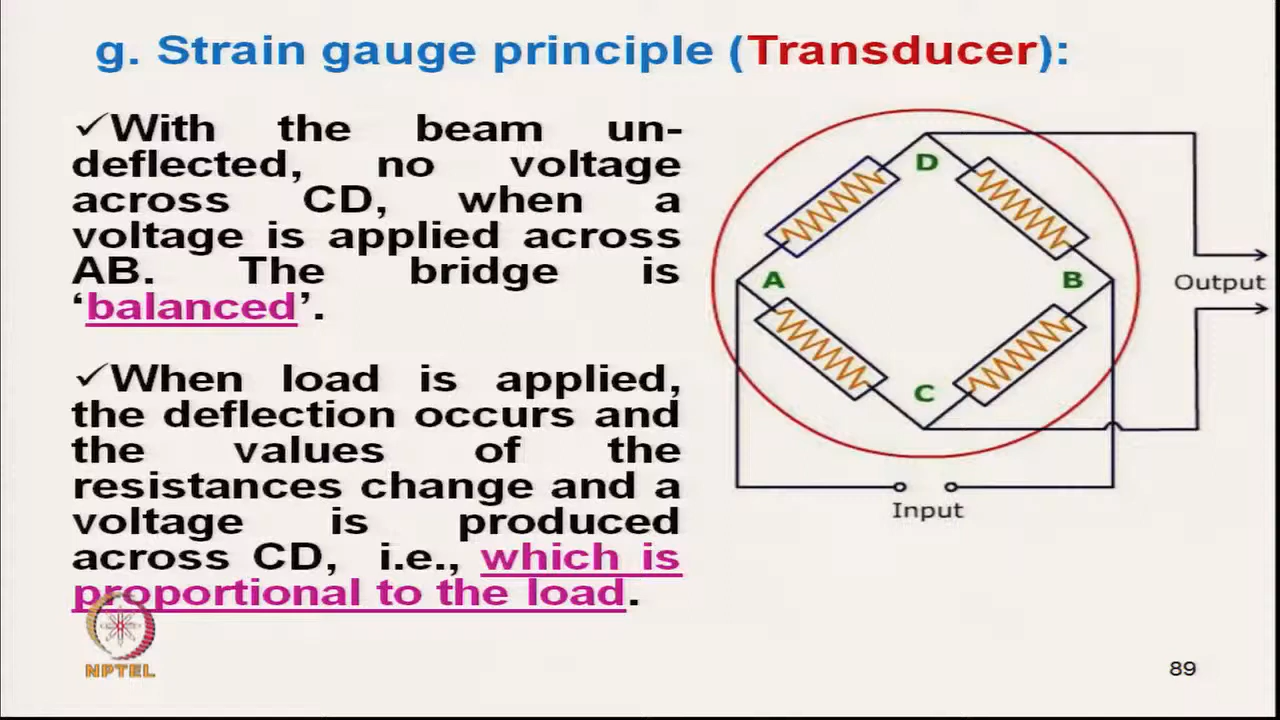 g. Strain gauge principle (Transducer):
✓With the beam un-
deflected, no voltage
across CD, when a
voltage is applied across
AB. The bridge is
‘balanced’.
✓When load is applied,
the deflection occurs and
the values of the
resistances change and a
voltage is produced
across CD, i.e., which is
proportional to the load.
D
A
B
C
Output
Input
NPTEL
89